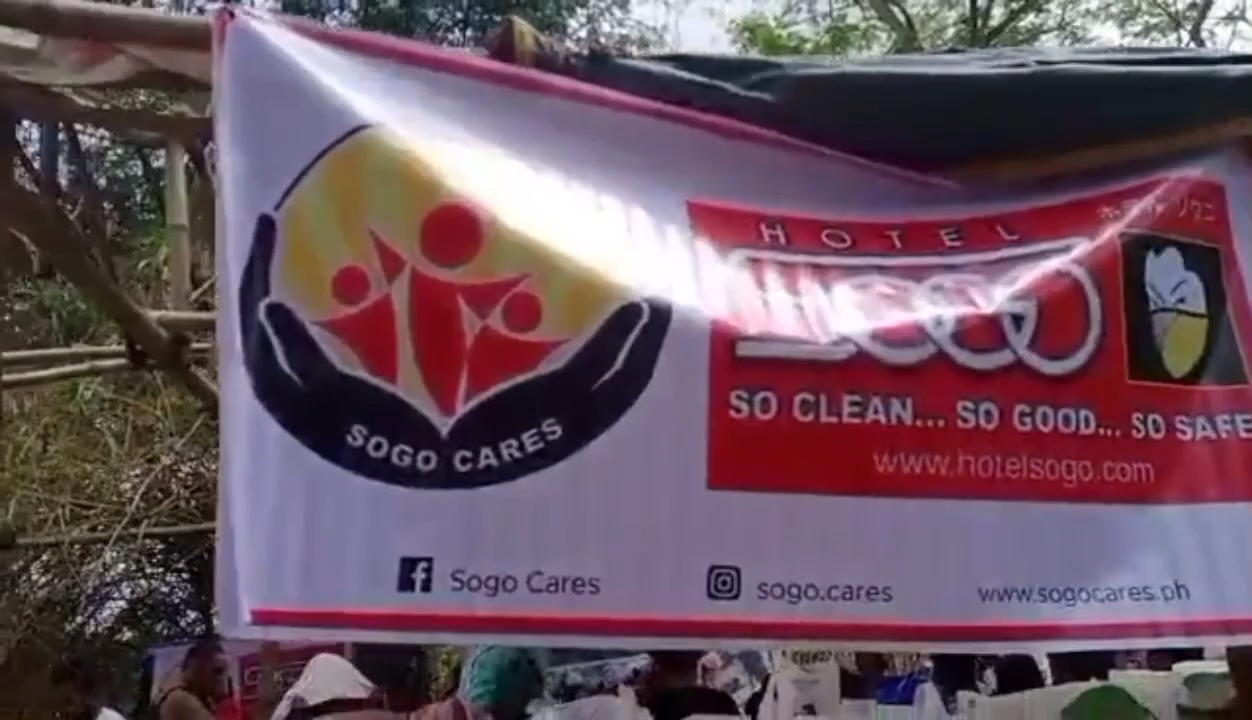 SOGO CARES
HOTEL
SOGO
SO CLEAN... SO GOOD... SO SAFE
www.hotelsogo.com
Sogo Cares
sogo.cares
www.sogocares.ph